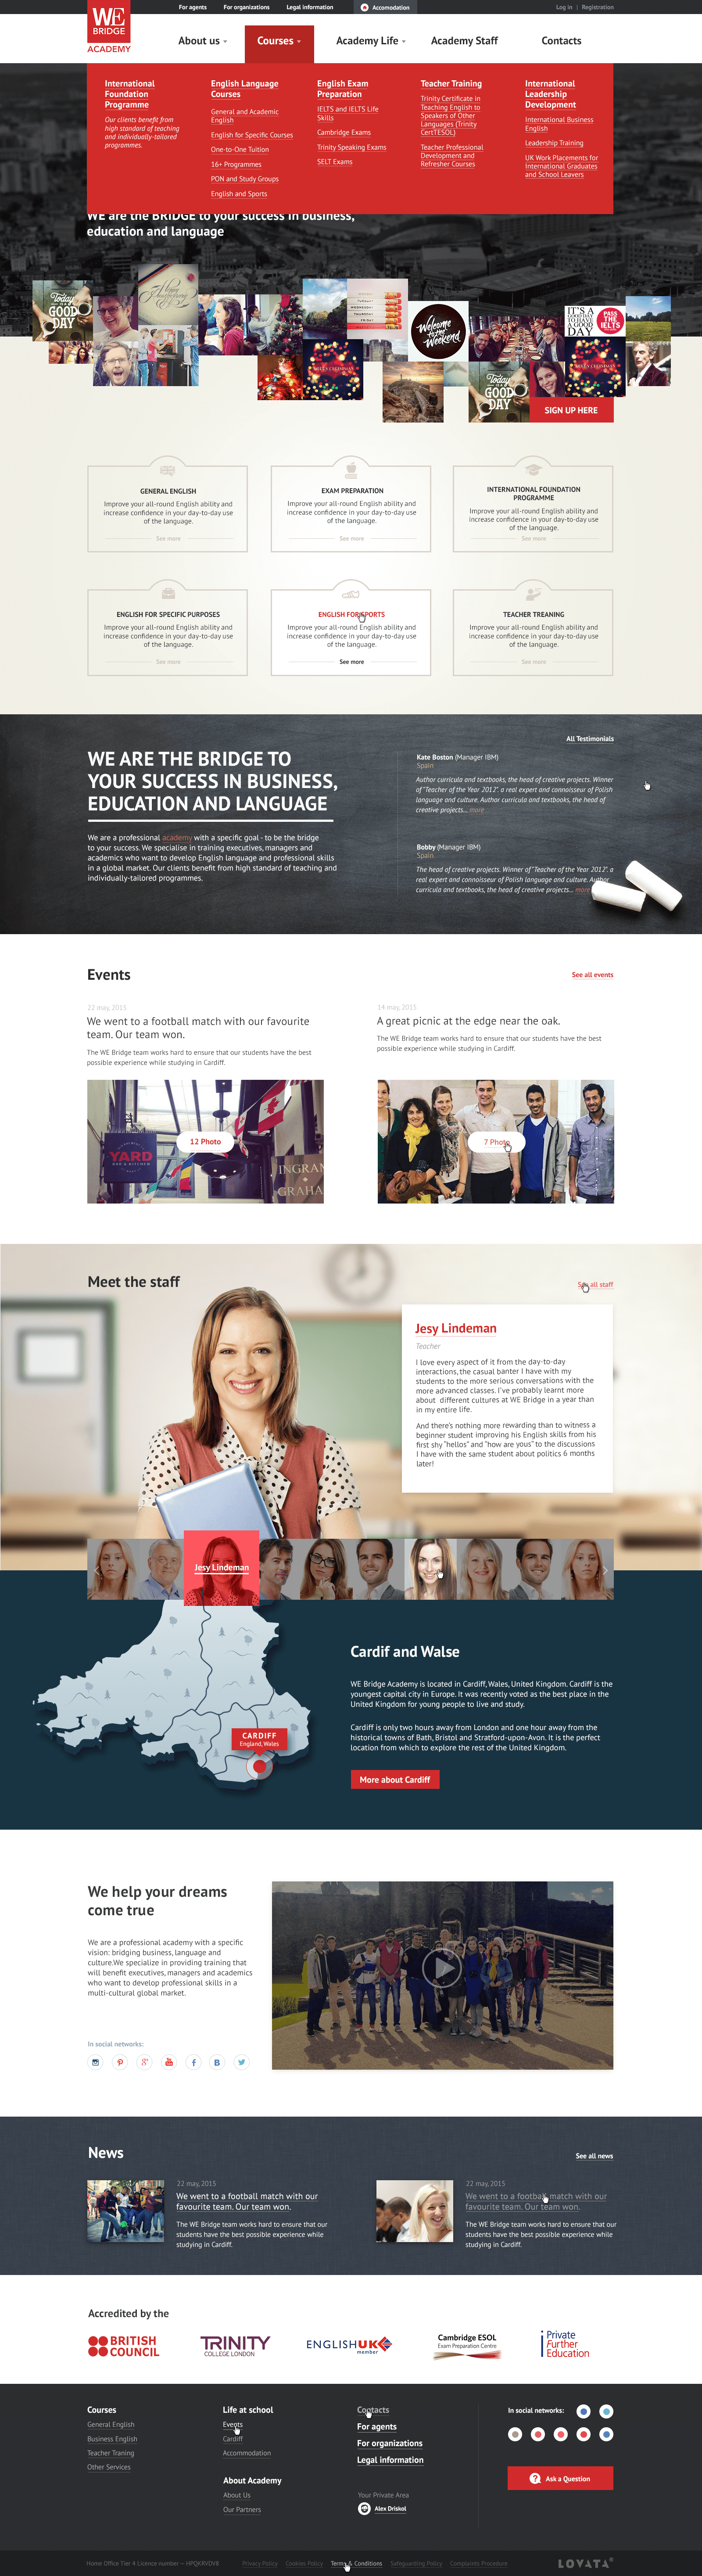 For agents
For organizations
Legal information
Accomodation
Log in | Registration
WE
BRIDGE
ACADEMY
About us
Courses
Academy Life
Academy Staff
Contacts
International
Foundation
Programme
Our clients benefit from
high standard of teaching
and individually-tailored
programmes.
English Language
Courses
General and Academic
English
English for Specific Courses
One-to-One Tuition
16+ Programmes
PON and Study Groups
English and Sports
English Exam
Preparation
IELTS and IELTS Life
Skills
Cambridge Exams
Trinity Speaking Exams
SELT Exams
Teacher Training
Trinity Certificate in
Teaching English to
Speakers of Other
Languages (Trinity
CertTESOL)
Teacher Professional
Development and
Refresher Courses
International
Leadership
Development
International Business
English
Leadership Training
UK Work Placements for
International Graduates
and School Leavers
WE are the BRIDGE to your success in business,
education and language
Today
GOOD
DAY
Welcome
to the
Weekend
IT'S A
GOOD DAY
TO HAVE
A GOOD
DAY
PASS
THE
IELTS
Today
GOOD
DAY
SIGN UP HERE
GENERAL ENGLISH
Improve your all-round English ability and
increase confidence in your day-to-day use
of the language.
See more
EXAM PREPARATION
Improve your all-round English ability and
increase confidence in your day-to-day use
of the language.
See more
INTERNATIONAL FOUNDATION
PROGRAMME
Improve your all-round English ability and
increase confidence in your day-to-day use
of the language.
See more
ENGLISH FOR SPECIFIC PURPOSES
Improve your all-round English ability and
increase confidence in your day-to-day use
of the language.
See more
ENGLISH FOR SPORTS
Improve your all-round English ability and
increase confidence in your day-to-day use
of the language.
See more
TEACHER TREANING
Improve your all-round English ability and
increase confidence in your day-to-day use
of the language.
See more
All Testimonials
WE ARE THE BRIDGE TO
YOUR SUCCESS IN BUSINESS,
EDUCATION AND LANGUAGE
We are a professional academy with a specific goal - to be the bridge
to your success. We specialise in training executives, managers and
academics who want to develop English language and professional skills
in a global market. Our clients benefit from high standard of teaching and
individually-tailored programmes.
Kate Boston (Manager IBM)
Spain
Author curricula and textbooks, the head of creative projects. Winner
of "Teacher of the Year 2012". a real expert and connoisseur of Polish
language and culture. Author curricula and textbooks, the head of
creative projects... more
Bobby (Manager IBM)
Spain
The head of creative projects. Winner of "Teacher of the Year 2012". a
real expert and connoisseur of Polish language and culture. Author
curricula and textbooks, the head of creative projects... more
Events
See all events
22 may, 2015
We went to a football match with our favourite
team. Our team won.
The WE Bridge team works hard to ensure that our students have the best
possible experience while studying in Cardiff.
YARD
12 Photo
INGRAM
GRAHA
14 may, 2015
A great picnic at the edge near the oak.
The WE Bridge team works hard to ensure that our students have the best
possible experience while studying in Cardiff.
7 Photo
Meet the staff
See all staff
Jesy Lindeman
Teacher
I love every aspect of it from the day-to-day
interactions, the casual banter I have with my
students to the more serious conversations with the
more advanced classes. I've probably learnt more
about different cultures at WE Bridge in a year than
in my entire life.
And there's nothing more rewarding than to witness a
beginner student improving his English skills from his
first shy "hellos" and "how are yous" to the discussions
I have with the same student about politics 6 months
later!
Jesy Lindeman
CARDIFF
England, Wales
Cardif and Walse
WE Bridge Academy is located in Cardiff, Wales, United Kingdom. Cardiff is the
youngest capital city in Europe. It was recently voted as the best place in the
United Kingdom for young people to live and study.
Cardiff is only two hours away from London and one hour away from the
historical towns of Bath, Bristol and Stratford-upon-Avon. It is the perfect
location from which to explore the rest of the United Kingdom.
More about Cardiff
We help your dreams
come true
We are a professional academy with a specific
vision: bridging business, language and
culture.We specialize in providing training that
will benefit executives, managers and academics
who want to develop professional skills in a
multi-cultural global market.
In social networks:
News
See all news
22 may, 2015
We went to a football match with our
favourite team. Our team won.
The WE Bridge team works hard to ensure that our
students have the best possible experience while
studying in Cardiff.
22 may, 2015
We went to a football match with our
favourite team. Our team won.
The WE Bridge team works hard to ensure that our
students have the best possible experience while
studying in Cardiff.
Accredited by the
BRITISH
COUNCIL
TRINITY
COLLEGE LONDON
ENGLISHUK
member
Cambridge ESOL
Exam Preparation Centre
Private
Further
Education
Courses
General English
Business English
Teacher Traning
Other Services
Life at school
Events
Cardiff
Accommodation
About Academy
About Us
Our Partners
Contacts
For agents
For organizations
Legal information
Your Private Area
Alex Driskol
In social networks:
Ask a Question
Home Office Tier 4 Licence number — HPQKXVDV8
Privacy Policy
Cookies Policy
Terms & Conditions
Safeguarding Policy
Complaints Procedure
LOVATA